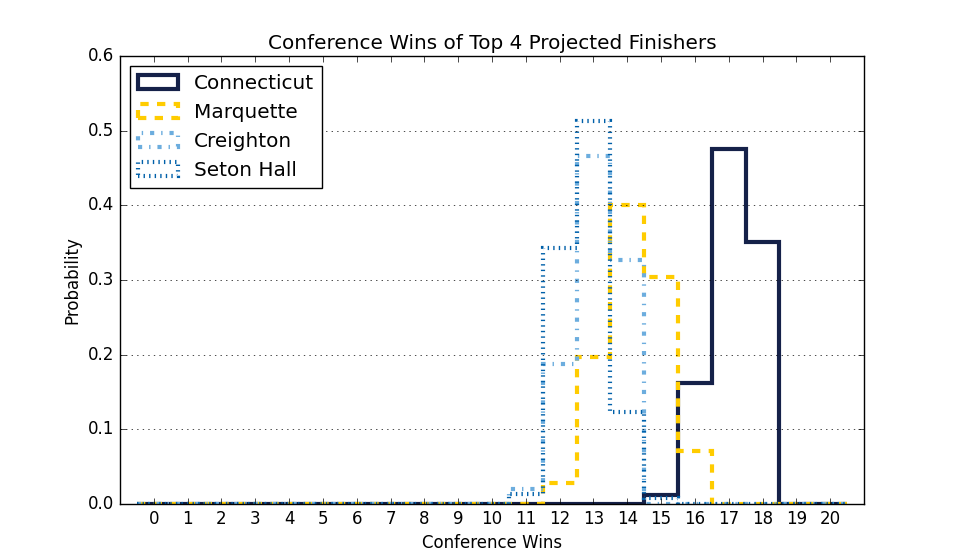 Conference Wins of Top 4 Projected Finishers
0.6
0.5
0.4
0.3
0.2
0.1
0.0
Probability
Connecticut
Marquette
Creighton
Seton Hall
0 1 2 3 4 5 6 7 8 9 10 11 12 13 14 15 16 17 18 19 20
Conference Wins